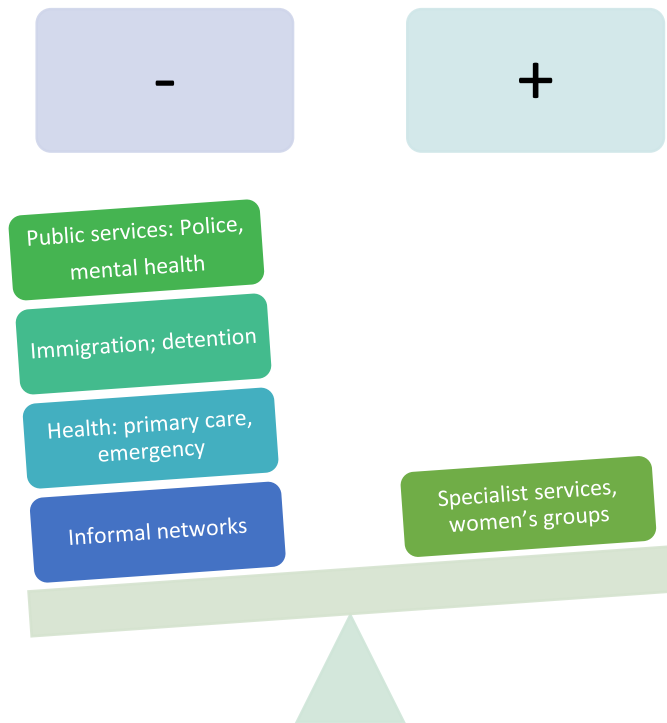 -
+
Public services: Police,
mental health
Immigration; detention
Health: primary care,
emergency
Informal networks
Specialist services,
women’s groups